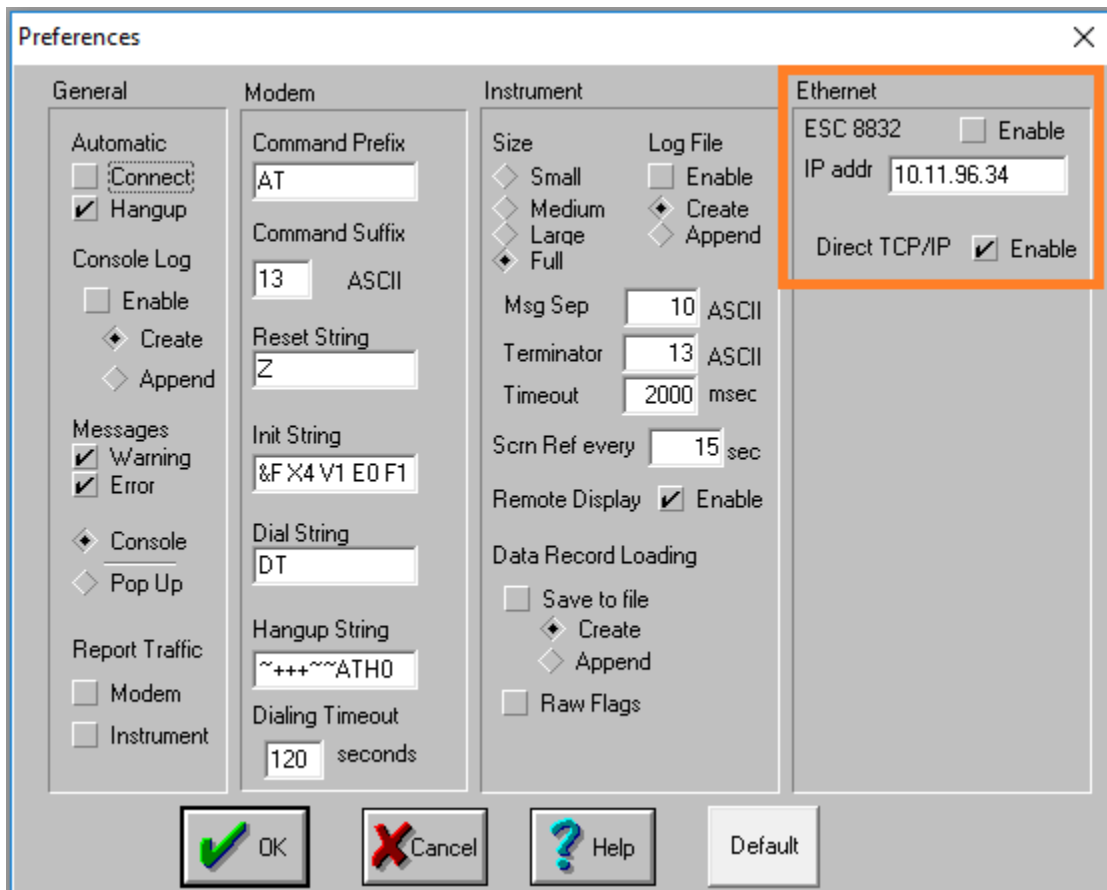 Preferences
General
Automatic
Connect
Hangup
Console Log
Enable
Create
Append
Messages
Warning
Error
Console
Pop Up
Report Traffic
Modem
Instrument
Modem
Command Prefix
AT
Command Suffix
13 ASCII
Reset String
Z
Init String
&F X4 V1 E0 F1
Dial String
DT
Hangup String
~+++~~ATH0
Dialing Timeout
120 seconds
Instrument
Size
Small
Medium
Large
Full
Log File
Enable
Create
Append
Msg Sep 10 ASCII
Terminator 13 ASCII
Timeout 2000 msec
Scrn Ref every 15 sec
Remote Display Enable
Data Record Loading
Save to file
Create
Append
Raw Flags
Ethernet
ESC 8832 Enable
IP addr 10.11.96.34
Direct TCP/IP Enable
OK
Cancel
Help
Default